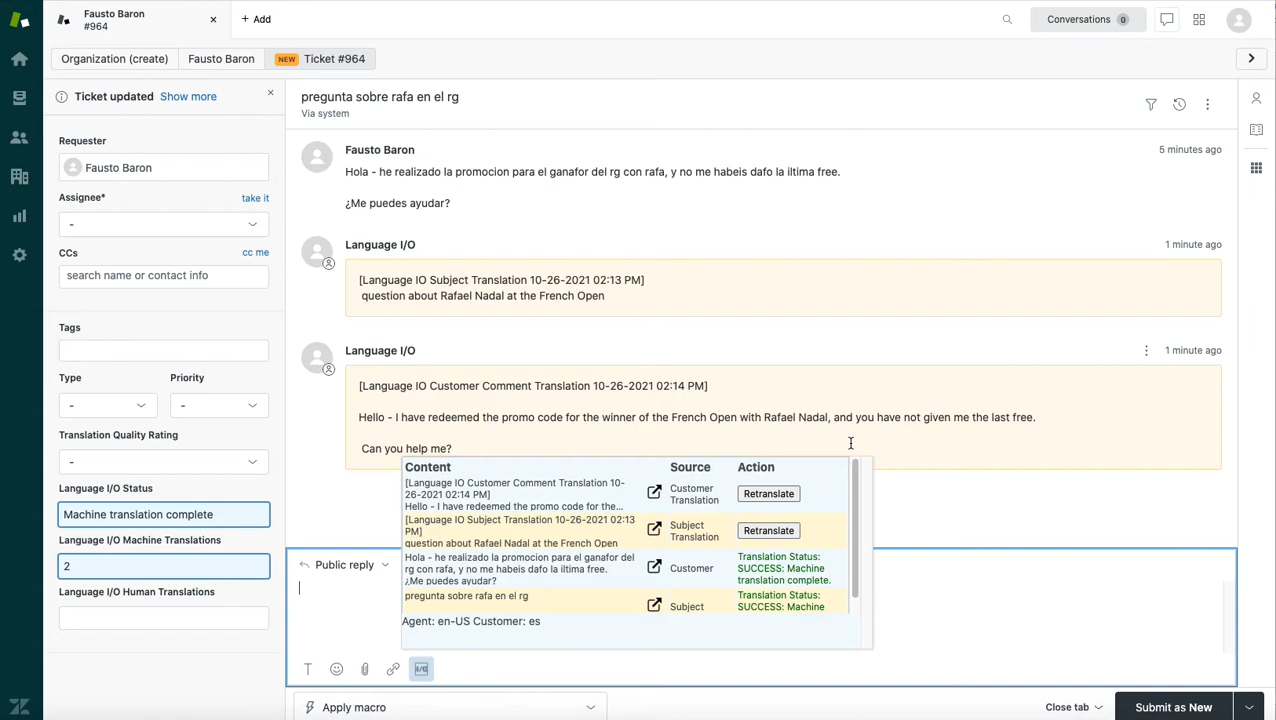 Fausto Baron
#964
+ Add
Conversations 0
Organization (create)
Fausto Baron
NEW Ticket #964
Ticket updated Show more
Requester
Fausto Baron
Assignee* take it
-
CCs cc me
search name or contact info
Tags
Type Priority
- -
Translation Quality Rating
-
Language I/O Status
Machine translation complete
Language I/O Machine Translations
2
Language I/O Human Translations
pregunta sobre rafa en el rg
Via system
Fausto Baron 5 minutes ago
Hola - he realizado la promocion para el ganafor del rg con rafa, y no me habeis dafo la iltima free.
¿Me puedes ayudar?
Language I/O 1 minute ago
[Language IO Subject Translation 10-26-2021 02:13 PM]
question about Rafael Nadal at the French Open
Language I/O 1 minute ago
[Language IO Customer Comment Translation 10-26-2021 02:14 PM]
Hello - I have redeemed the promo code for the winner of the French Open with Rafael Nadal, and you have not given me the last free.
Can you help me?
Content Source Action
[Language IO Customer Comment Translation 10-
26-2021 02:14 PM]
Hello - I have redeemed the promo code for the...
Customer
Translation
Retranslate
[Language IO Subject Translation 10-26-2021 02:13
PM]
question about Rafael Nadal at the French Open
Subject
Translation
Retranslate
Hola - he realizado la promocion para el ganafor del
rg con rafa, y no me habeis dafo la iltima free.
¿Me puedes ayudar?
Customer
Translation Status:
SUCCESS: Machine
translation complete.
pregunta sobre rafa en el rg
Subject
Translation Status:
SUCCESS: Machine
Agent: en-US Customer: es
Public reply
T
I/O
Apply macro
Close tab
Submit as New